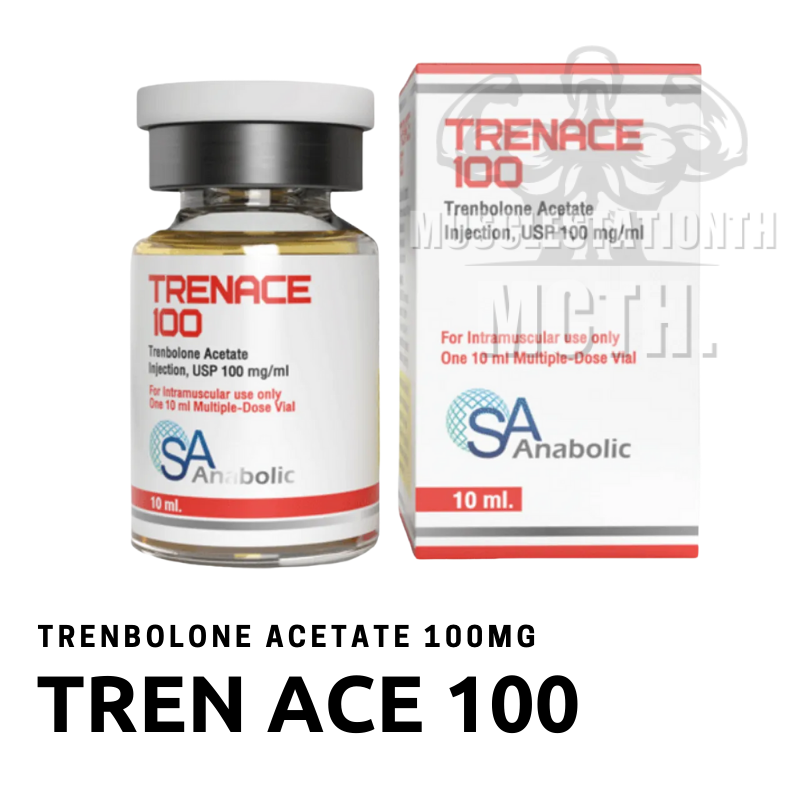 TRENACE
100
Trenbolone Acetate
Injection, USP 100 mg/ml
For Intramuscular use only
One 10 ml Multiple-Dose Vial
SA
Anabolic
10 ml.
TRENACE
100
Trenbolone Acetate
Injection, USP 100 mg/ml
MUSCLESTATIONTH
MCTH.
For Intramuscular use only
One 10 ml Multiple-Dose Vial
SA
Anabolic
10 ml.
TRENBOLONE ACETATE 100MG
TREN ACE 100